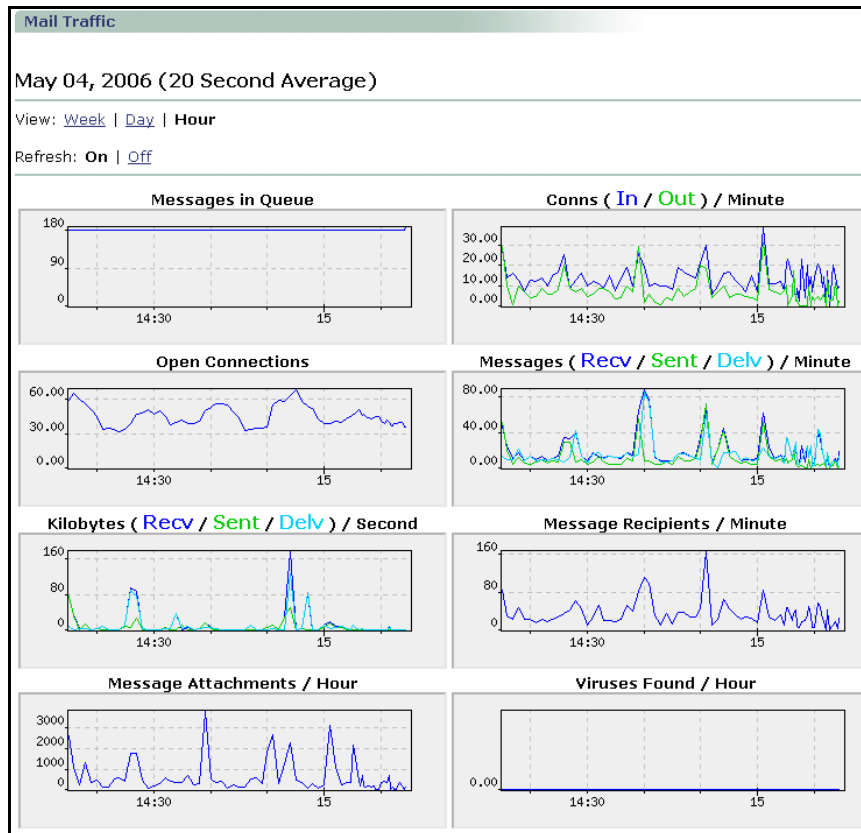 Mail Traffic
May 04, 2006 (20 Second Average)
View: Week | Day | Hour
Refresh: On | Off
Messages in Queue
180
90
0
14:30 15
Conns ( In / Out ) / Minute
30.00
20.00
10.00
0.00
14:30 15
Open Connections
60.00
30.00
0.00
14:30 15
Messages ( Recv / Sent / Delv ) / Minute
80.00
40.00
0.00
14:30 15
Kilobytes ( Recv / Sent / Delv ) / Second
160
80
0
14:30 15
Message Recipients / Minute
160
80
0
14:30 15
Message Attachments / Hour
3000
2000
1000
0
14:30 15
Viruses Found / Hour
0.00
14:30 15